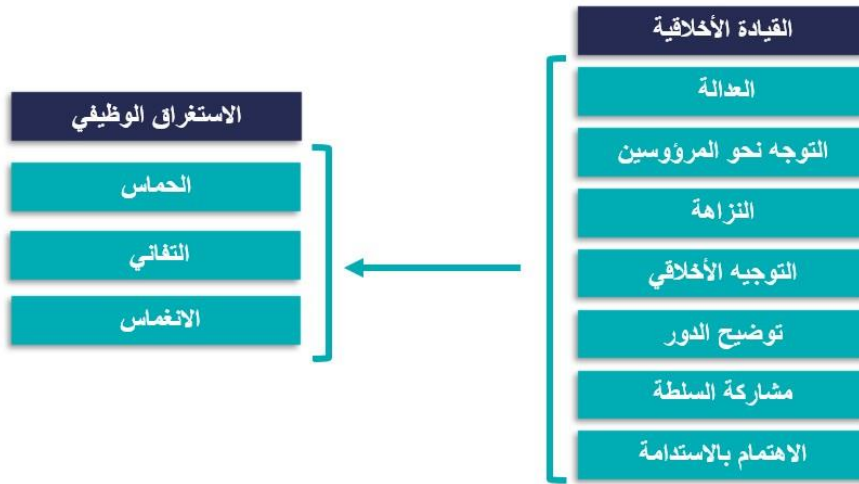 القيادة الأخلاقية
العدالة
التوجه نحو المرؤوسين
النزاهة
التوجيه الأخلاقي
توضيح الدور
مشاركة السلطة
الاهتمام بالاستدامة
الاستغراق الوظيفي
الحماس
التفاني
الانغماس